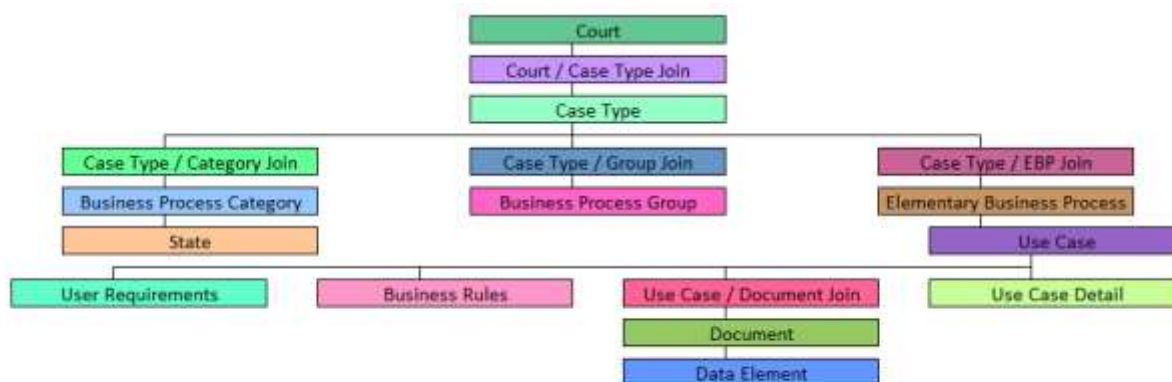 Court
Court / Case Type Join
Case Type
Case Type / Category Join
Case Type / Group Join
Case Type / EBP Join
Business Process Category
Business Process Group
Elementary Business Process
State
Use Case
User Requirements
Business Rules
Use Case / Document Join
Use Case Detail
Document
Data Element